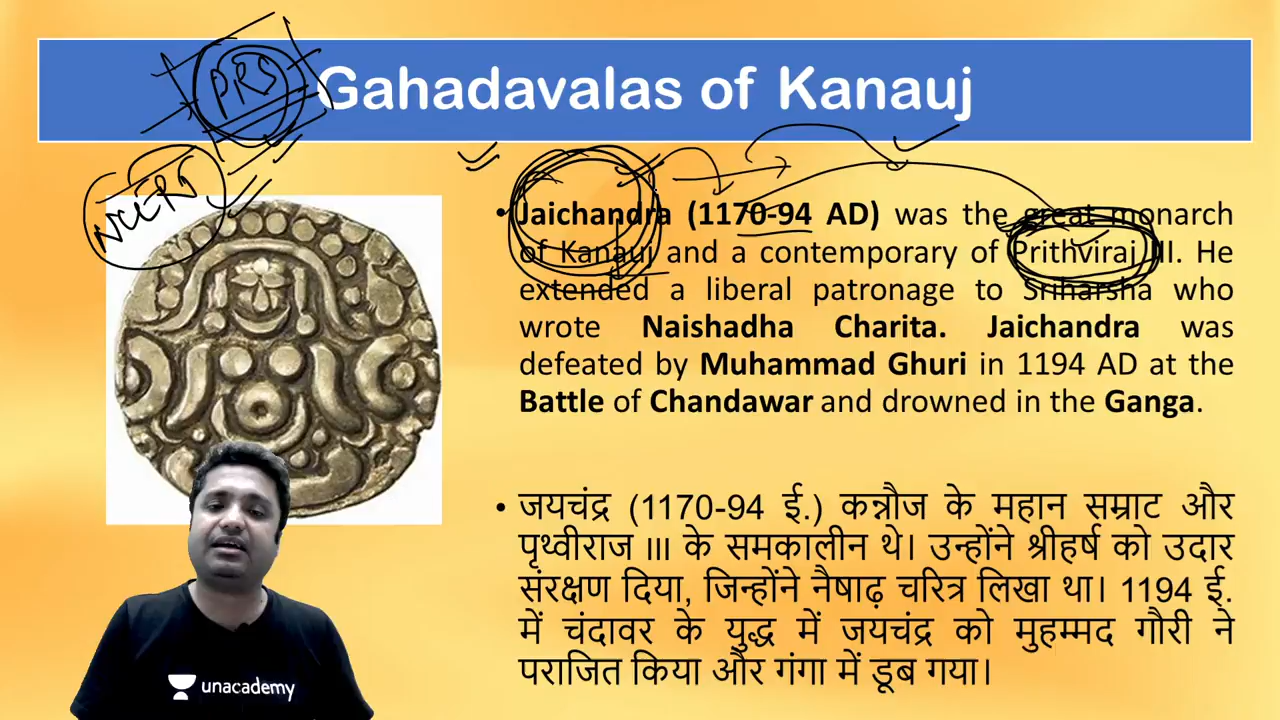 PRS
Gahadavalas of Kanauj
NCERT
• Jaichandra (1170-94 AD) was the great monarch
of Kanauj and a contemporary of Prithviraj III. He
extended a liberal patronage to Sriharsha who
wrote Naishadha Charita. Jaichandra was
defeated by Muhammad Ghuri in 1194 AD at the
Battle of Chandawar and drowned in the Ganga.
• जयचंद्र (1170-94 ई.) कन्नौज के महान सम्राट और
पृथ्वीराज III के समकालीन थे। उन्होंने श्रीहर्ष को उदार
संरक्षण दिया, जिन्होंने नैषाढ़ चरित्र लिखा था। 1194 ई.
में चंदावर के युद्ध में जयचंद्र को मुहम्मद गौरी ने
पराजित किया और गंगा में डूब गया।
unacademy